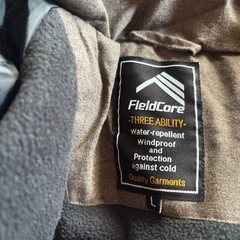 FieldCore
-THREE ABILITY-
Water-repellent
Windproof
and
Protection
against cold
Quality Garments
L